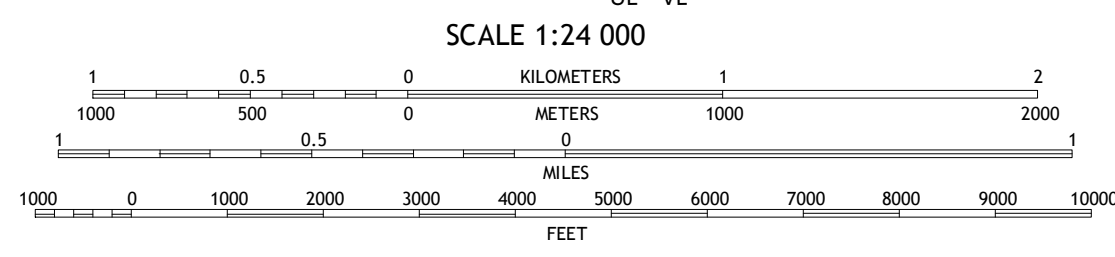 SCALE 1:24 000
1 0.5 0 KILOMETERS 1 2
1000 500 0 METERS 1000 2000
1 0.5 0 1
MILES
1000 0 1000 2000 3000 4000 5000 6000 7000 8000 9000 10000
FEET